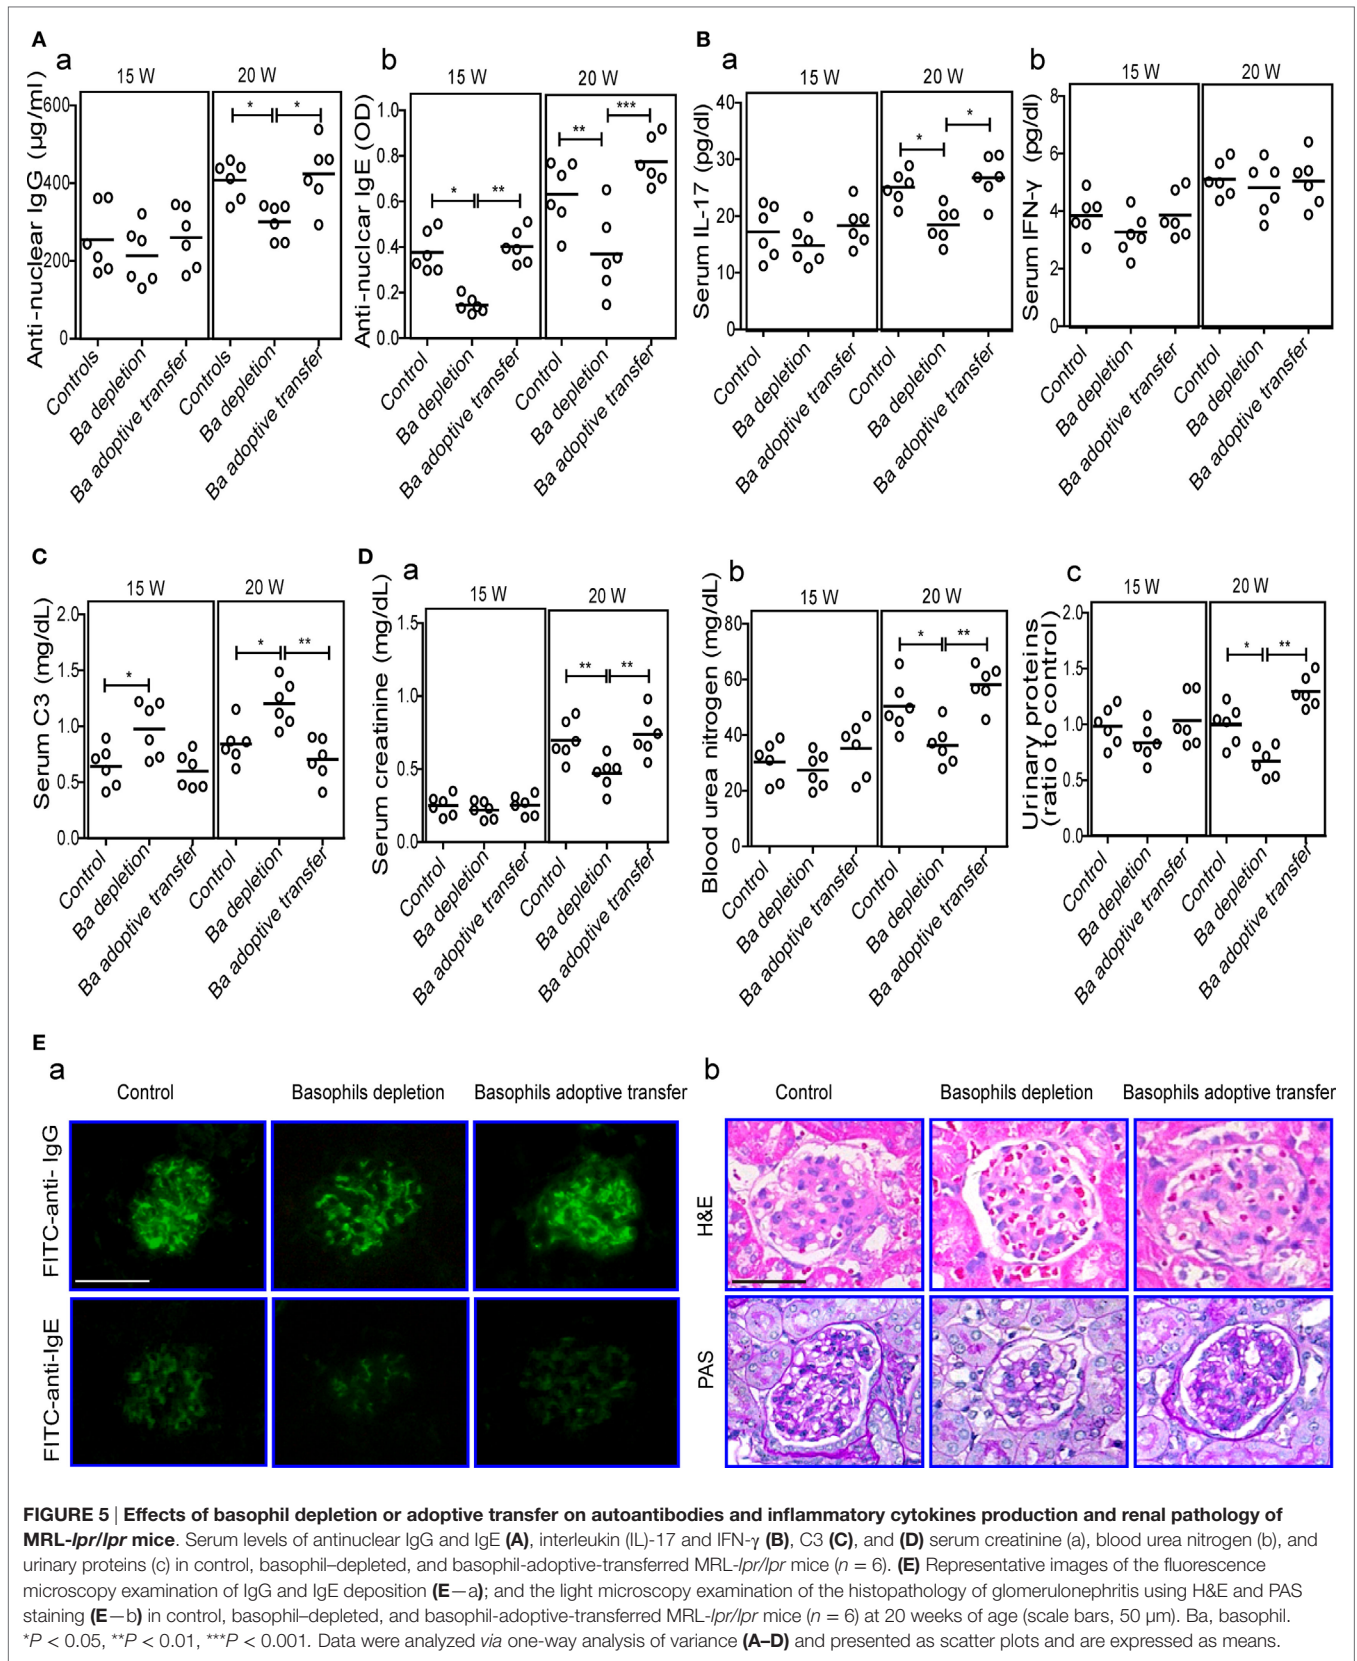 A
a
15 W
20 W
Anti-nuclear IgG (µg/ml)
600
400
200
0
*
*
Controls
Ba depletion
Ba adoptive transfer
Controls
Ba depletion
Ba adoptive transfer
b
15 W
20 W
Anti-nuclear IgE (OD)
1.0
0.8
0.6
0.4
0.2
0.0
*
**
**
***
Control
Ba depletion
Ba adoptive transfer
Control
Ba depletion
Ba adoptive transfer
B
a
15 W
20 W
Serum IL-17 (pg/dl)
40
30
20
10
0
*
*
Control
Ba depletion
Ba adoptive transfer
Control
Ba depletion
Ba adoptive transfer
b
15 W
20 W
Serum IFN-γ (pg/dl)
8
6
4
2
0
Control
Ba depletion
Ba adoptive transfer
Control
Ba depletion
Ba adoptive transfer
C
15 W
20 W
Serum C3 (mg/dL)
2.0
1.5
1.0
0.5
0.0
*
*
**
Control
Ba depletion
Ba adoptive transfer
Control
Ba depletion
Ba adoptive transfer
D
a
15 W
20 W
Serum creatinine (mg/dL)
1.5
1.0
0.5
0.0
**
**
Control
Ba depletion
Ba adoptive transfer
Control
Ba depletion
Ba adoptive transfer
b
15 W
20 W
Blood urea nitrogen (mg/dL)
80
60
40
20
0
*
**
Control
Ba depletion
Ba adoptive transfer
Control
Ba depletion
Ba adoptive transfer
c
15 W
20 W
Urinary proteins
(ratio to control)
2.0
1.5
1.0
0.5
0.0
*
**
Control
Ba depletion
Ba adoptive transfer
Control
Ba depletion
Ba adoptive transfer
E
a
Control
Basophils depletion
Basophils adoptive transfer
FITC-anti- IgG
FITC-anti-IgE
b
Control
Basophils depletion
Basophils adoptive transfer
H&E
PAS
FIGURE 5 | Effects of basophil depletion or adoptive transfer on autoantibodies and inflammatory cytokines production and renal pathology of
MRL-lpr/lpr mice. Serum levels of antinuclear IgG and IgE (A), interleukin (IL)-17 and IFN-γ (B), C3 (C), and (D) serum creatinine (a), blood urea nitrogen (b), and
urinary proteins (c) in control, basophil–depleted, and basophil-adoptive-transferred MRL-lpr/lpr mice (n = 6). (E) Representative images of the fluorescence
microscopy examination of IgG and IgE deposition (E—a); and the light microscopy examination of the histopathology of glomerulonephritis using H&E and PAS
staining (E—b) in control, basophil–depleted, and basophil-adoptive-transferred MRL-lpr/lpr mice (n = 6) at 20 weeks of age (scale bars, 50 µm). Ba, basophil.
*P < 0.05, **P < 0.01, ***P < 0.001. Data were analyzed via one-way analysis of variance (A–D) and presented as scatter plots and are expressed as means.